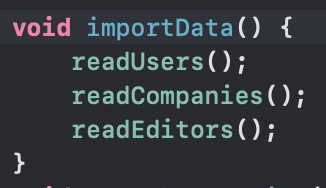 void importData() {
    readUsers();
    readCompanies();
    readEditors();
}